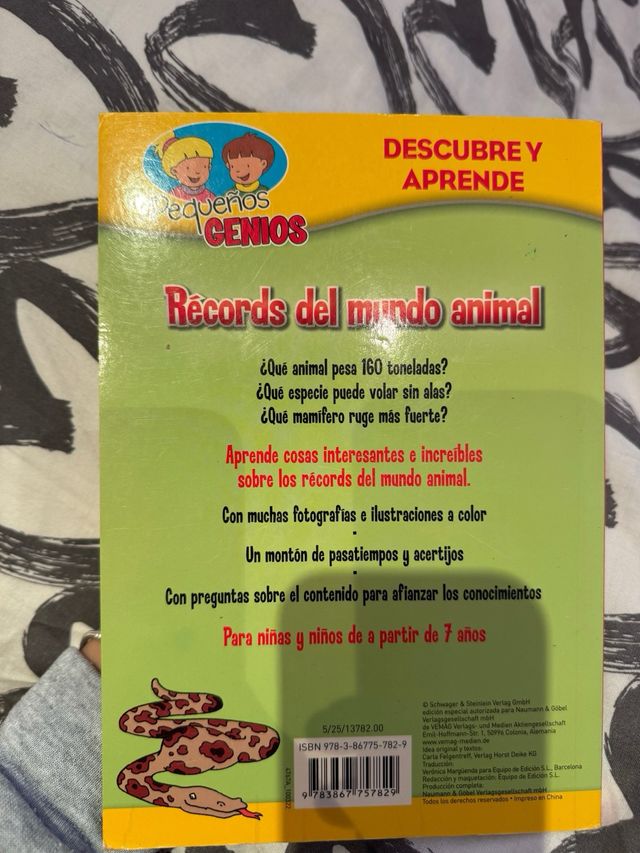 DESCUBRE Y
APRENDE
Pequeños
GENIOS
Récords del mundo animal
¿Qué animal pesa 160 toneladas?
¿Qué especie puede volar sin alas?
¿Qué mamífero ruge más fuerte?
Aprende cosas interesantes e increíbles
sobre los récords del mundo animal.
Con muchas fotografías e ilustraciones a color
Un montón de pasatiempos y acertijos
Con preguntas sobre el contenido para afianzar los conocimientos
Para niñas y niños de a partir de 7 años
5/25/13782.00
ISBN 978-3-86775-782-9
9 783867 757829
© Schwager & Steinlein Verlag GmbH
edición especial autorizada para Naumann & Göbel
Verlagsgesellschaft mbH
de VEMAG Verlags- und Medien Aktiengesellschaft
Emil-Hoffmann-Str. 1, 50996 Colonia, Alemania
www.vemag-medien.de
Idea original y textos:
Carla Felgentreff, Verlag Horst Deike KG
Traducción:
Verónica Margüenda para Equipo de Edición S.L., Barcelona
Redacción y maquetación: Equipo de Edición S.L.
Producción completa:
Naumann & Göbel Verlagsgesellschaft mbH
Todos los derechos reservados • Impreso en China